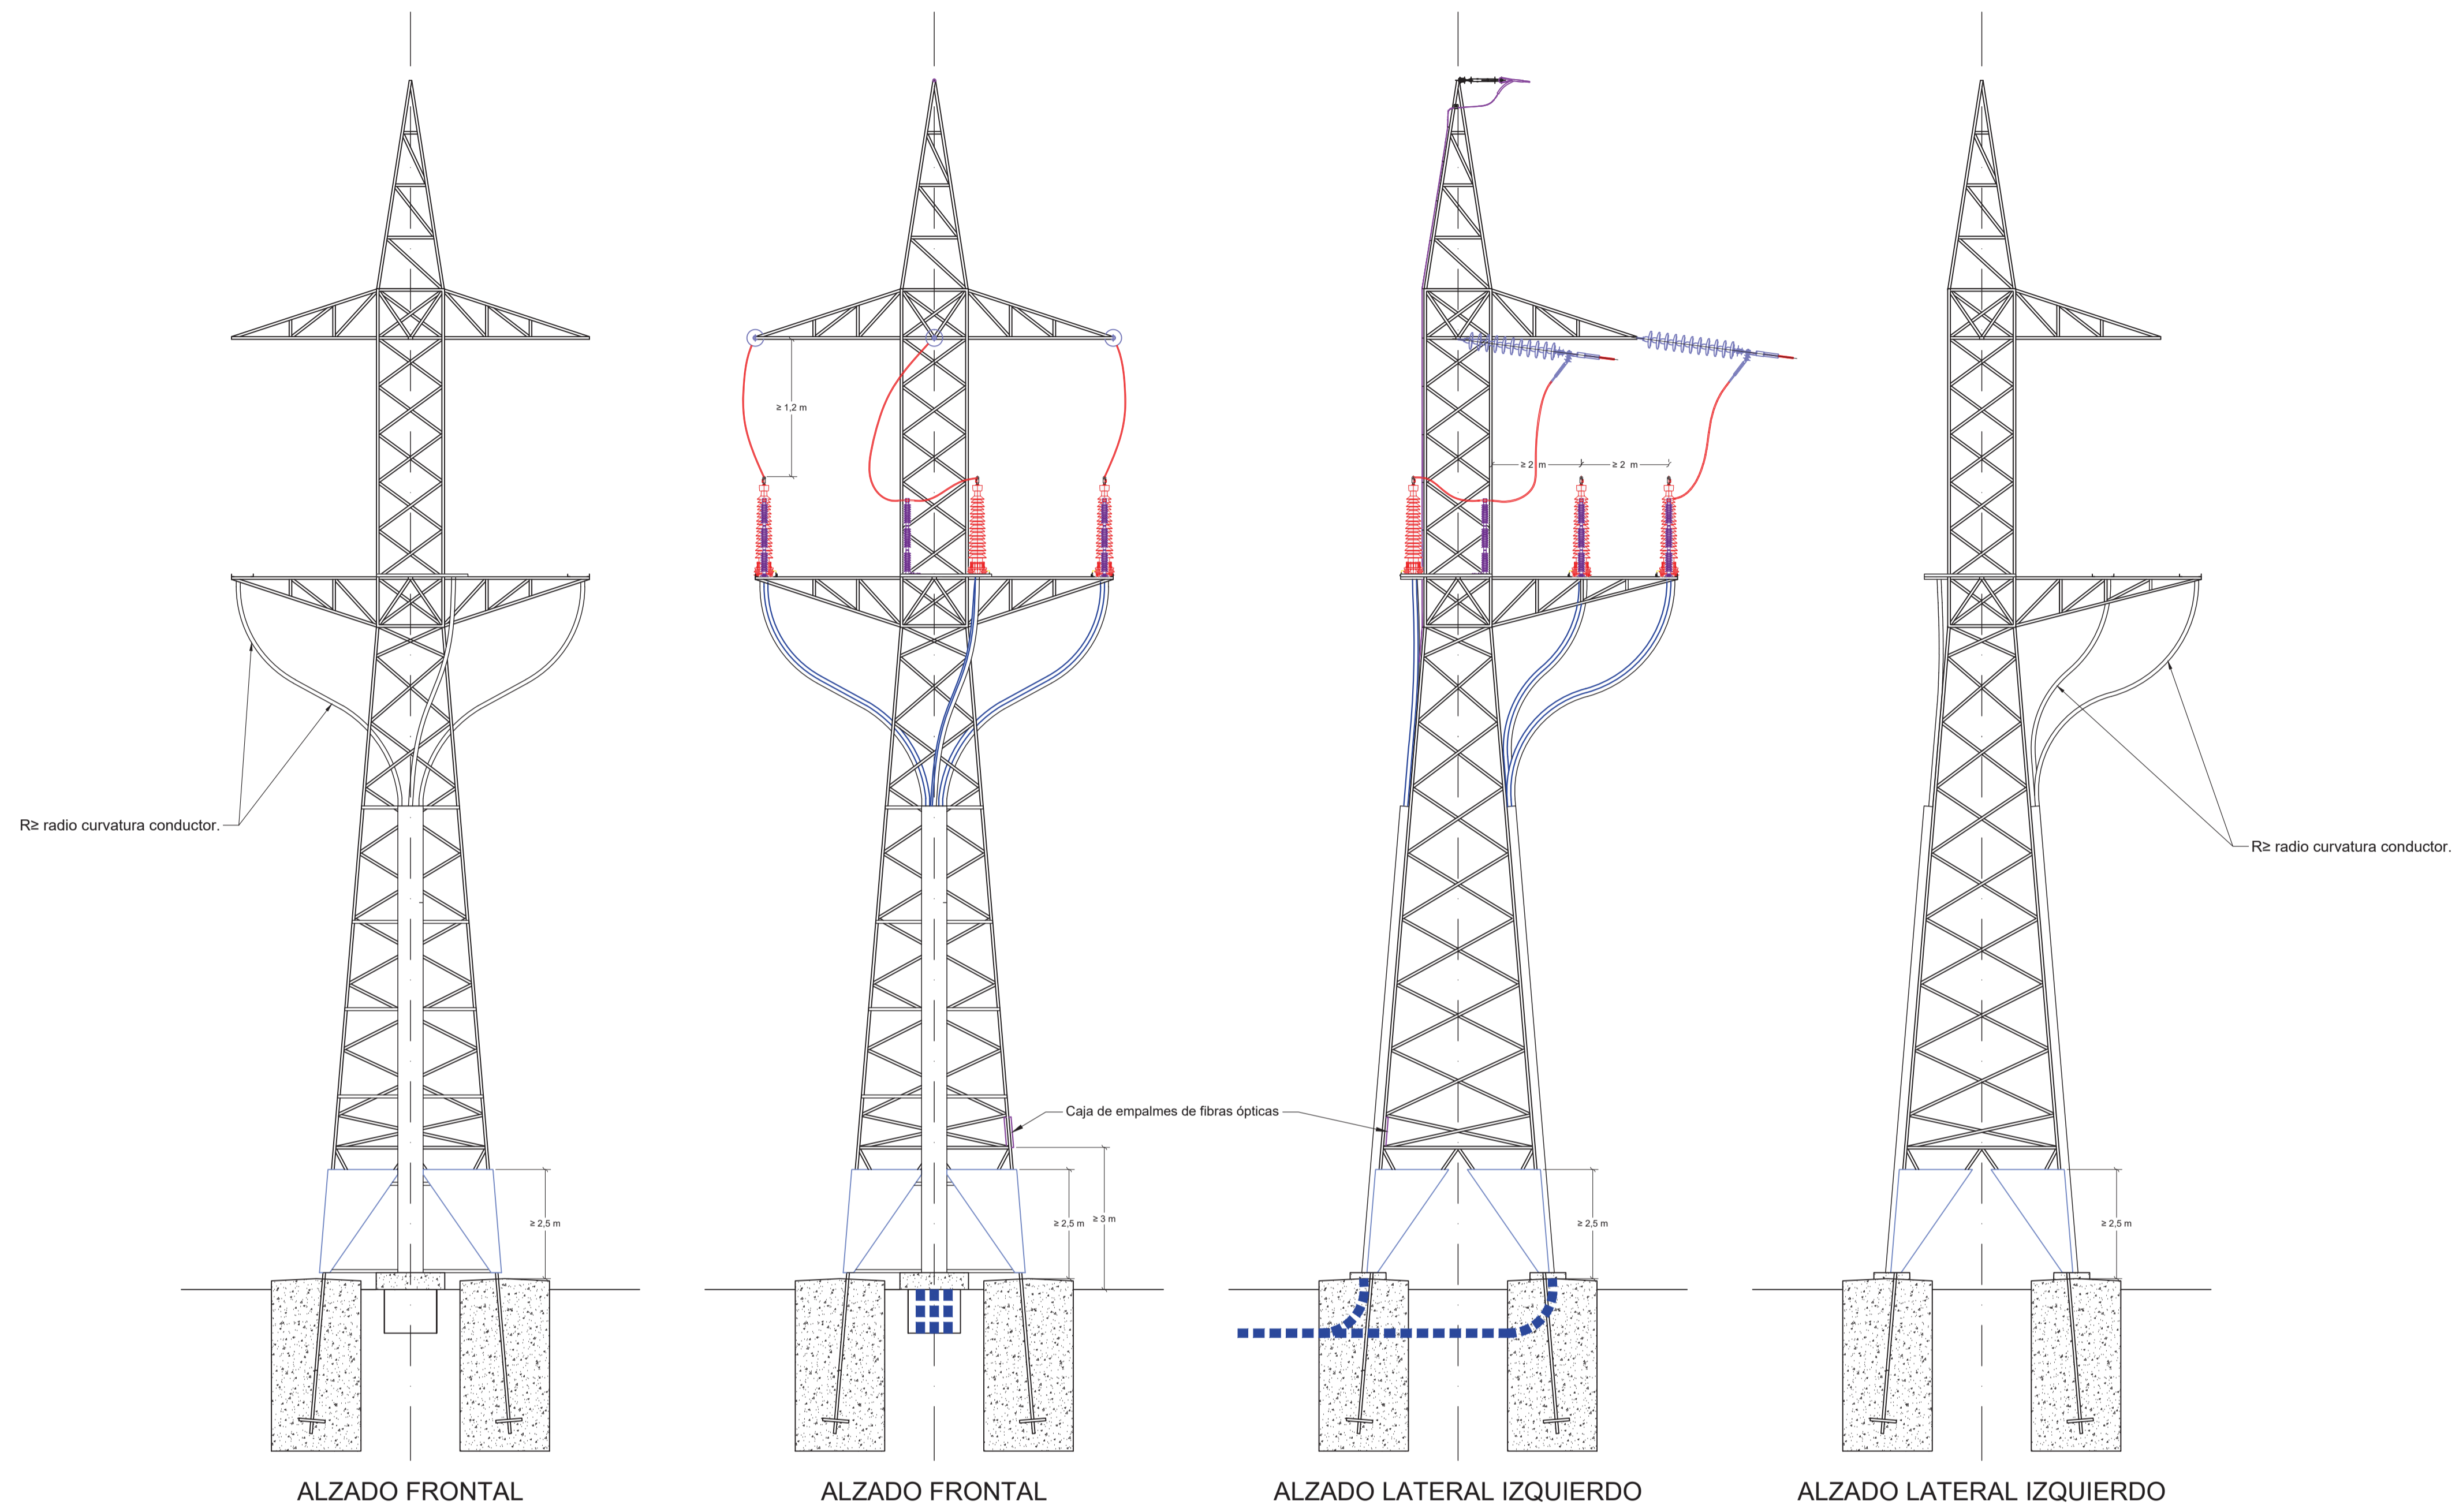 ≥ 1,2 m
≥ 2 m
≥ 2 m
R≥ radio curvatura conductor.
R≥ radio curvatura conductor.
Caja de empalmes de fibras ópticas
≥ 2,5 m
≥ 2,5 m
≥ 3 m
≥ 2,5 m
≥ 2,5 m
ALZADO FRONTAL
ALZADO FRONTAL
ALZADO LATERAL IZQUIERDO
ALZADO LATERAL IZQUIERDO